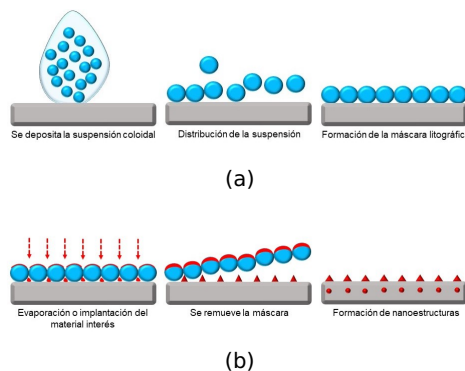 Se deposita la suspensión coloidal
Distribución de la suspensión
Formación de la máscara litográfic
(a)
Evaporación o implantación del
material interés
Se remueve la máscara
Formación de nanoestructuras
(b)